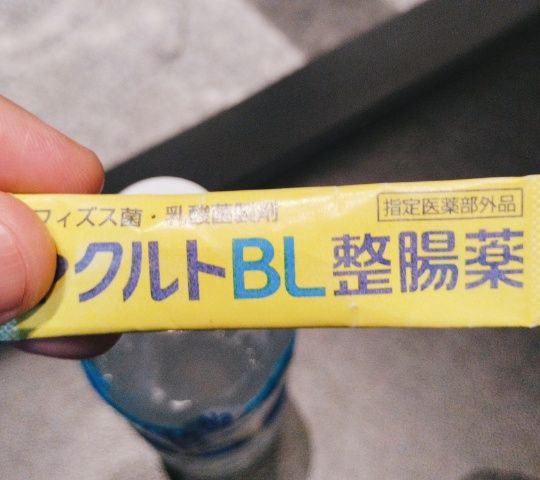 フィズス菌・乳酸菌製剤
指定医薬部外品
クルトBL整腸薬